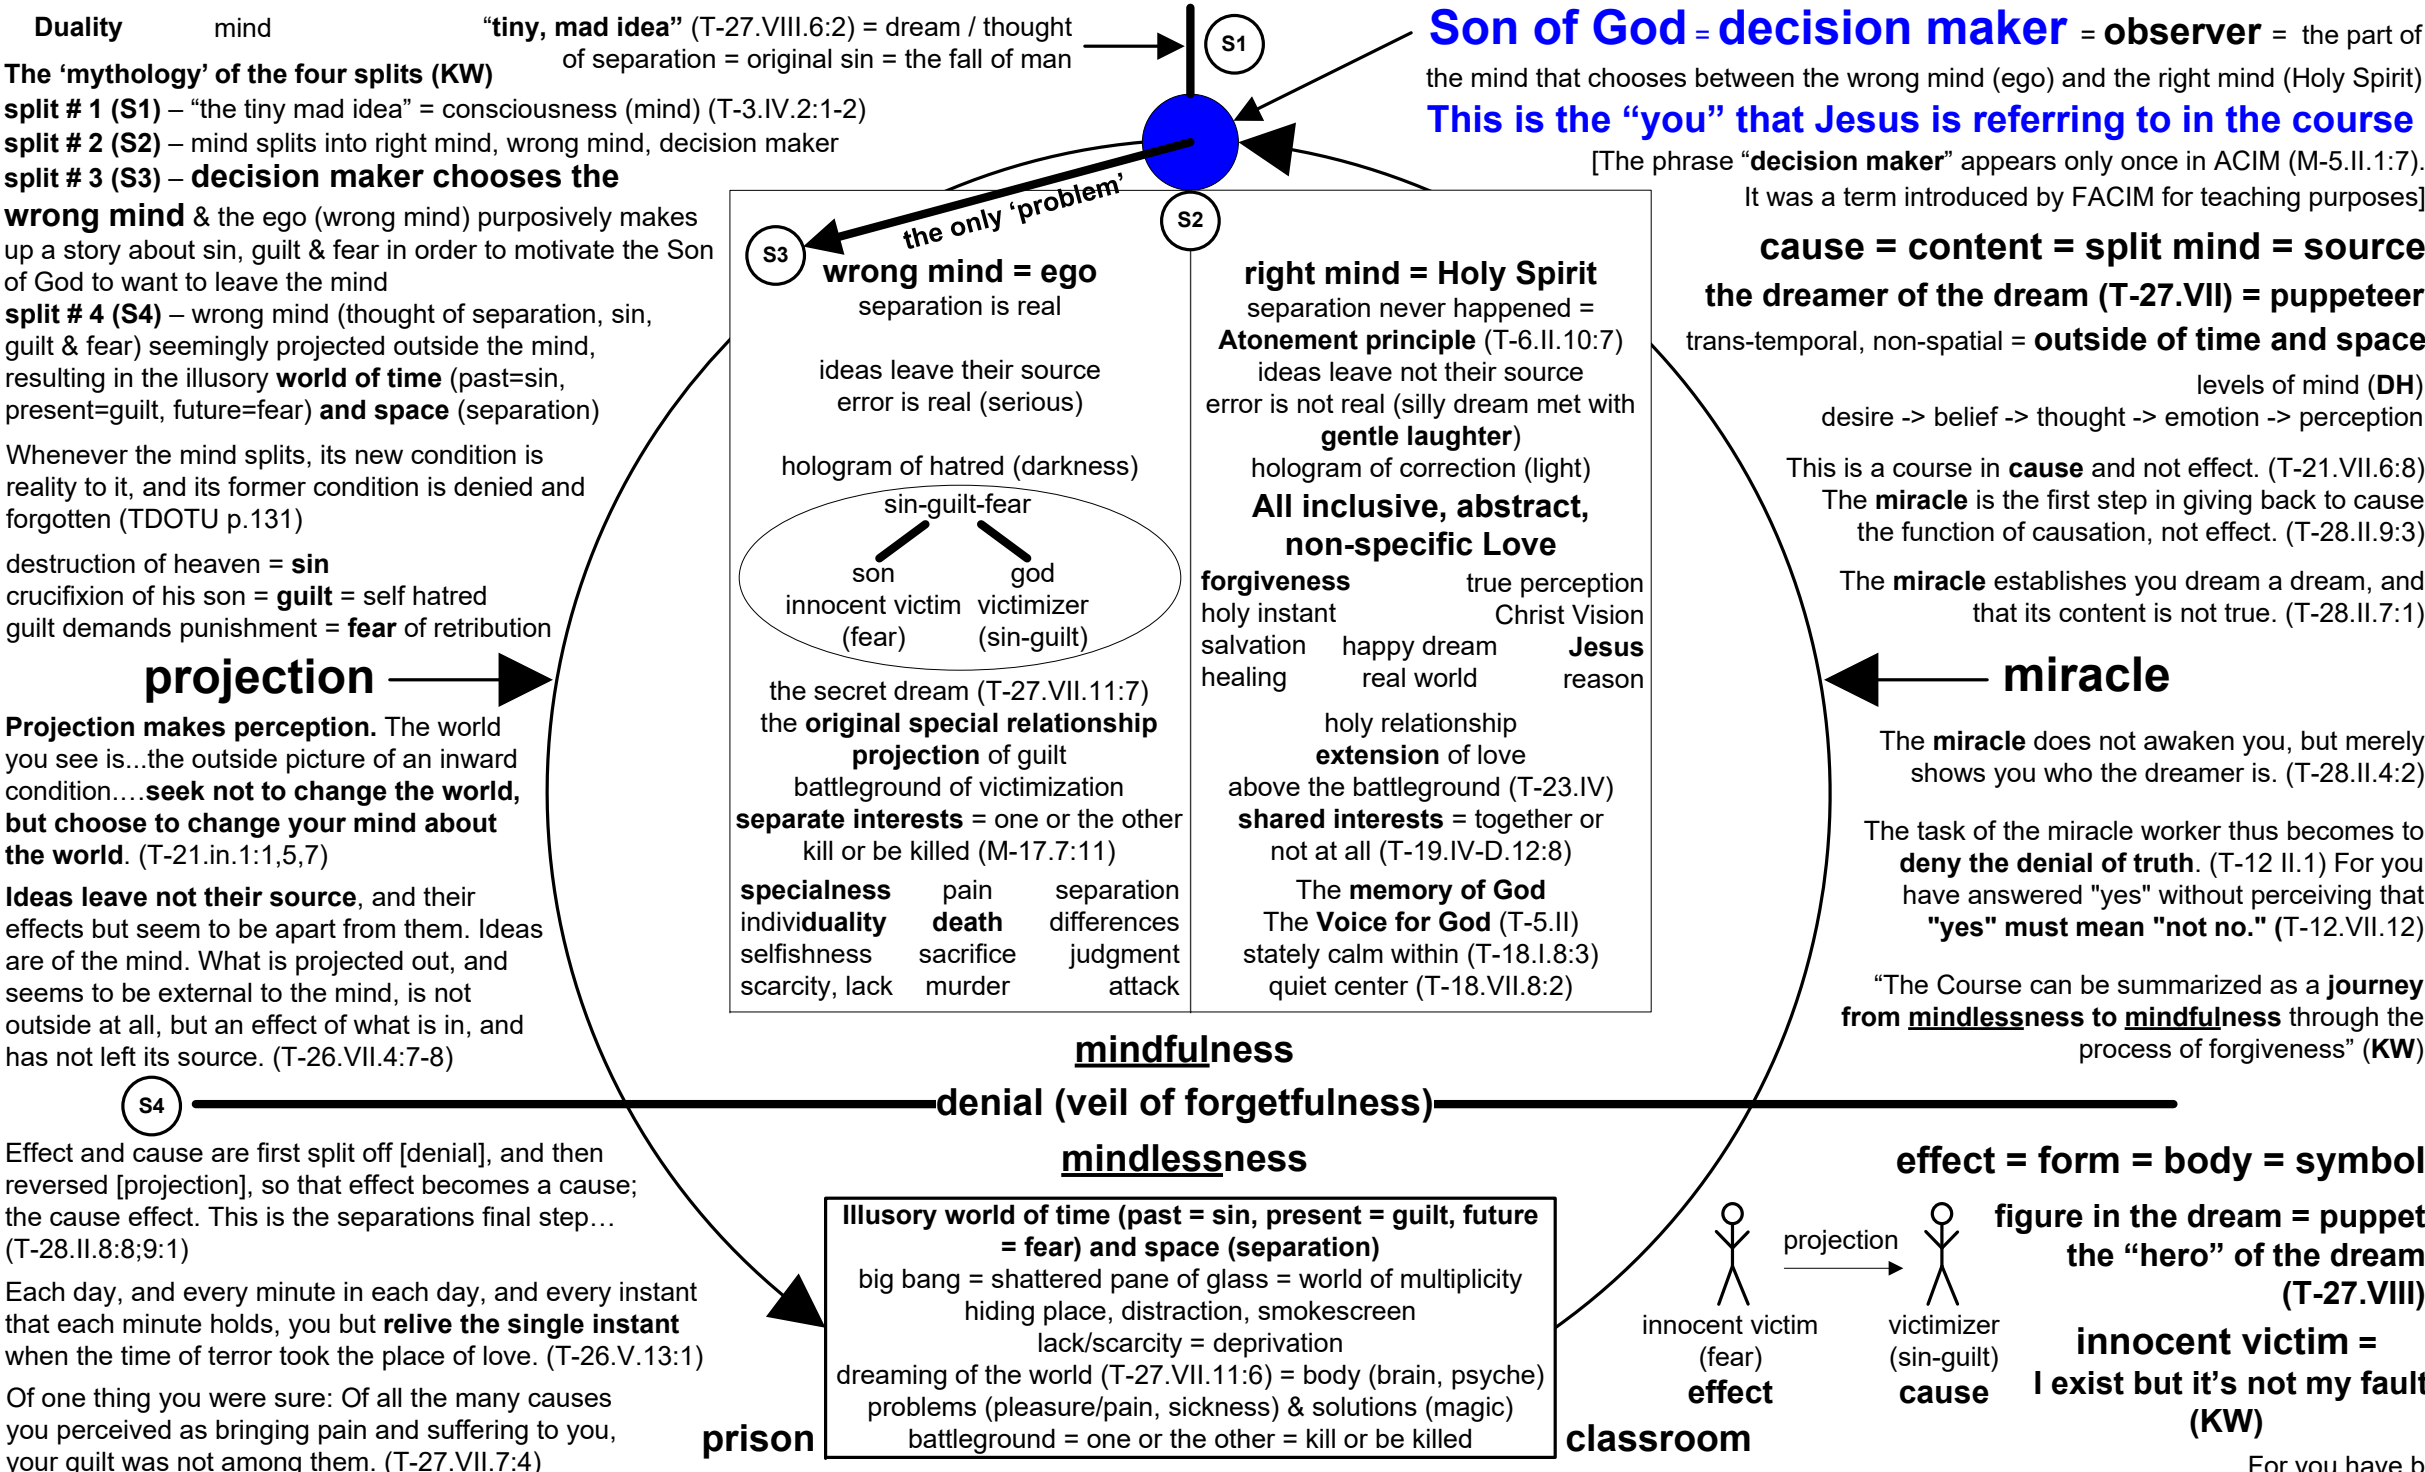 Duality mind
“tiny, mad idea” (T-27.VIII.6:2) = dream / thought
of separation = original sin = the fall of man
S1
The ‘mythology’ of the four splits (KW)
split # 1 (S1) – “the tiny mad idea” = consciousness (mind) (T-3.IV.2:1-2)
split # 2 (S2) – mind splits into right mind, wrong mind, decision maker
split # 3 (S3) – decision maker chooses the
wrong mind & the ego (wrong mind) purposively makes
up a story about sin, guilt & fear in order to motivate the Son
of God to want to leave the mind
split # 4 (S4) – wrong mind (thought of separation, sin,
guilt & fear) seemingly projected outside the mind,
resulting in the illusory world of time (past=sin,
present=guilt, future=fear) and space (separation)
Whenever the mind splits, its new condition is
reality to it, and its former condition is denied and
forgotten (TDOTU p.131)
destruction of heaven = sin
crucifixion of his son = guilt = self hatred
guilt demands punishment = fear of retribution
projection
Projection makes perception. The world
you see is...the outside picture of an inward
condition.…seek not to change the world,
but choose to change your mind about
the world. (T-21.in.1:1,5,7)
Ideas leave not their source, and their
effects but seem to be apart from them. Ideas
are of the mind. What is projected out, and
seems to be external to the mind, is not
outside at all, but an effect of what is in, and
has not left its source. (T-26.VII.4:7-8)
Son of God = decision maker = observer = the part of
the mind that chooses between the wrong mind (ego) and the right mind (Holy Spirit)
This is the “you” that Jesus is referring to in the course
[The phrase “decision maker” appears only once in ACIM (M-5.II.1:7).
It was a term introduced by FACIM for teaching purposes]
cause = content = split mind = source
the dreamer of the dream (T-27.VII) = puppeteer
trans-temporal, non-spatial = outside of time and space
levels of mind (DH)
desire -> belief -> thought -> emotion -> perception
This is a course in cause and not effect. (T-21.VII.6:8)
The miracle is the first step in giving back to cause
the function of causation, not effect. (T-28.II.9:3)
The miracle establishes you dream a dream, and
that its content is not true. (T-28.II.7:1)
miracle
The miracle does not awaken you, but merely
shows you who the dreamer is. (T-28.II.4:2)
The task of the miracle worker thus becomes to
deny the denial of truth. (T-12 II.1) For you
have answered "yes" without perceiving that
"yes" must mean "not no." (T-12.VII.12)
“The Course can be summarized as a journey
from mindlessness to mindfulness through the
process of forgiveness” (KW)
the only ‘problem’
S2
S3
wrong mind = ego
separation is real
ideas leave their source
error is real (serious)
hologram of hatred (darkness)
sin-guilt-fear
son god
innocent victim victimizer
(fear) (sin-guilt)
the secret dream (T-27.VII.11:7)
the original special relationship
projection of guilt
battleground of victimization
separate interests = one or the other
kill or be killed (M-17.7:11)
specialness pain separation
individuality death differences
selfishness sacrifice judgment
scarcity, lack murder attack
right mind = Holy Spirit
separation never happened =
Atonement principle (T-6.II.10:7)
ideas leave not their source
error is not real (silly dream met with
gentle laughter)
hologram of correction (light)
All inclusive, abstract,
non-specific Love
forgiveness true perception
holy instant Christ Vision
salvation happy dream Jesus
healing real world reason
holy relationship
extension of love
above the battleground (T-23.IV)
shared interests = together or
not at all (T-19.IV-D.12:8)
The memory of God
The Voice for God (T-5.II)
stately calm within (T-18.I.8:3)
quiet center (T-18.VII.8:2)
mindfulness
S4
denial (veil of forgetfulness)
mindlessness
Effect and cause are first split off [denial], and then
reversed [projection], so that effect becomes a cause;
the cause effect. This is the separations final step…
(T-28.II.8:8;9:1)
Each day, and every minute in each day, and every instant
that each minute holds, you but relive the single instant
when the time of terror took the place of love. (T-26.V.13:1)
Of one thing you were sure: Of all the many causes
you perceived as bringing pain and suffering to you,
your guilt was not among them. (T-27.VII.7:4)
prison
Illusory world of time (past = sin, present = guilt, future
= fear) and space (separation)
big bang = shattered pane of glass = world of multiplicity
hiding place, distraction, smokescreen
lack/scarcity = deprivation
dreaming of the world (T-27.VII.11:6) = body (brain, psyche)
problems (pleasure/pain, sickness) & solutions (magic)
battleground = one or the other = kill or be killed
classroom
effect = form = body = symbol
projection
innocent victim victimizer
(fear) (sin-guilt)
effect cause
figure in the dream = puppet
the “hero” of the dream
(T-27.VIII)
innocent victim =
I exist but it’s not my fault
(KW)
For you have b